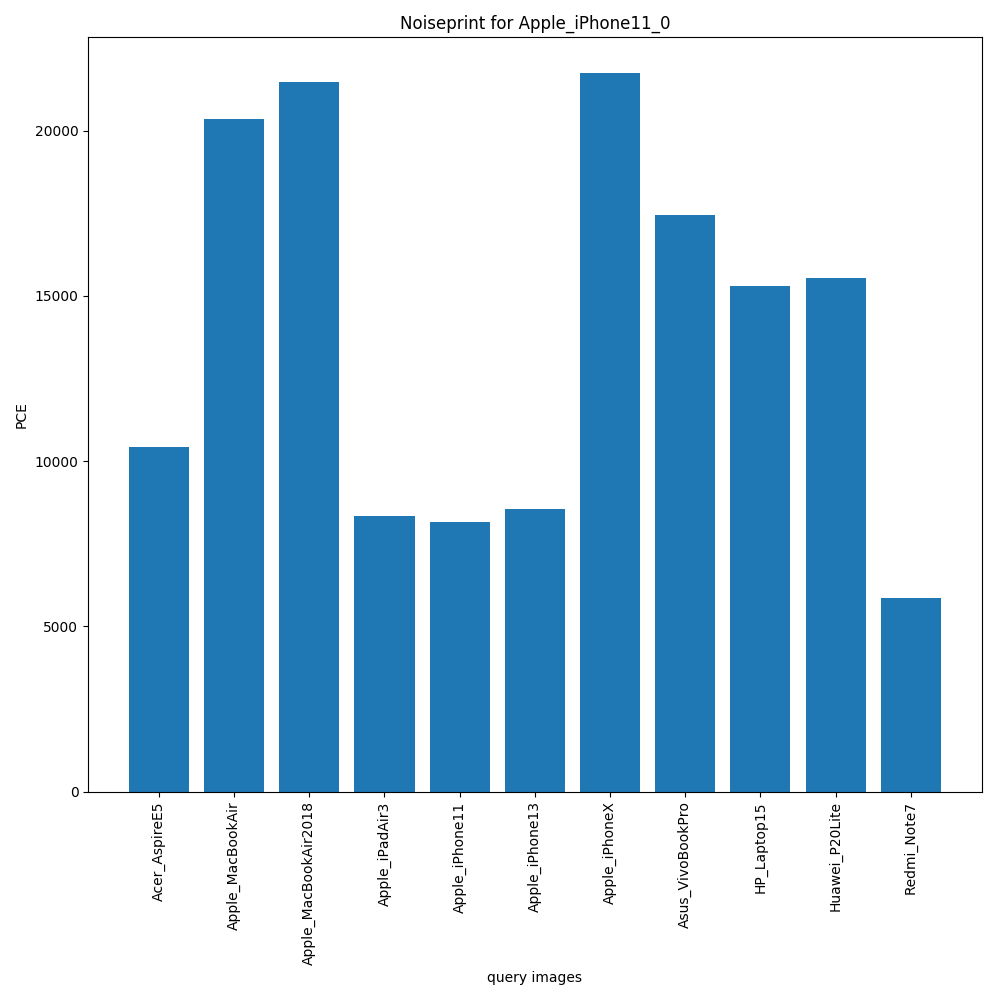 Noiseprint for Apple_iPhone11_0
PCE
20000
15000
10000
5000
0
Acer_AspireE5
Apple_MacBookAir
Apple_MacBookAir2018
Apple_iPadAir3
Apple_iPhone11
Apple_iPhone13
Apple_iPhoneX
Asus_VivoBookPro
HP_Laptop15
Huawei_P20Lite
Redmi_Note7
query images